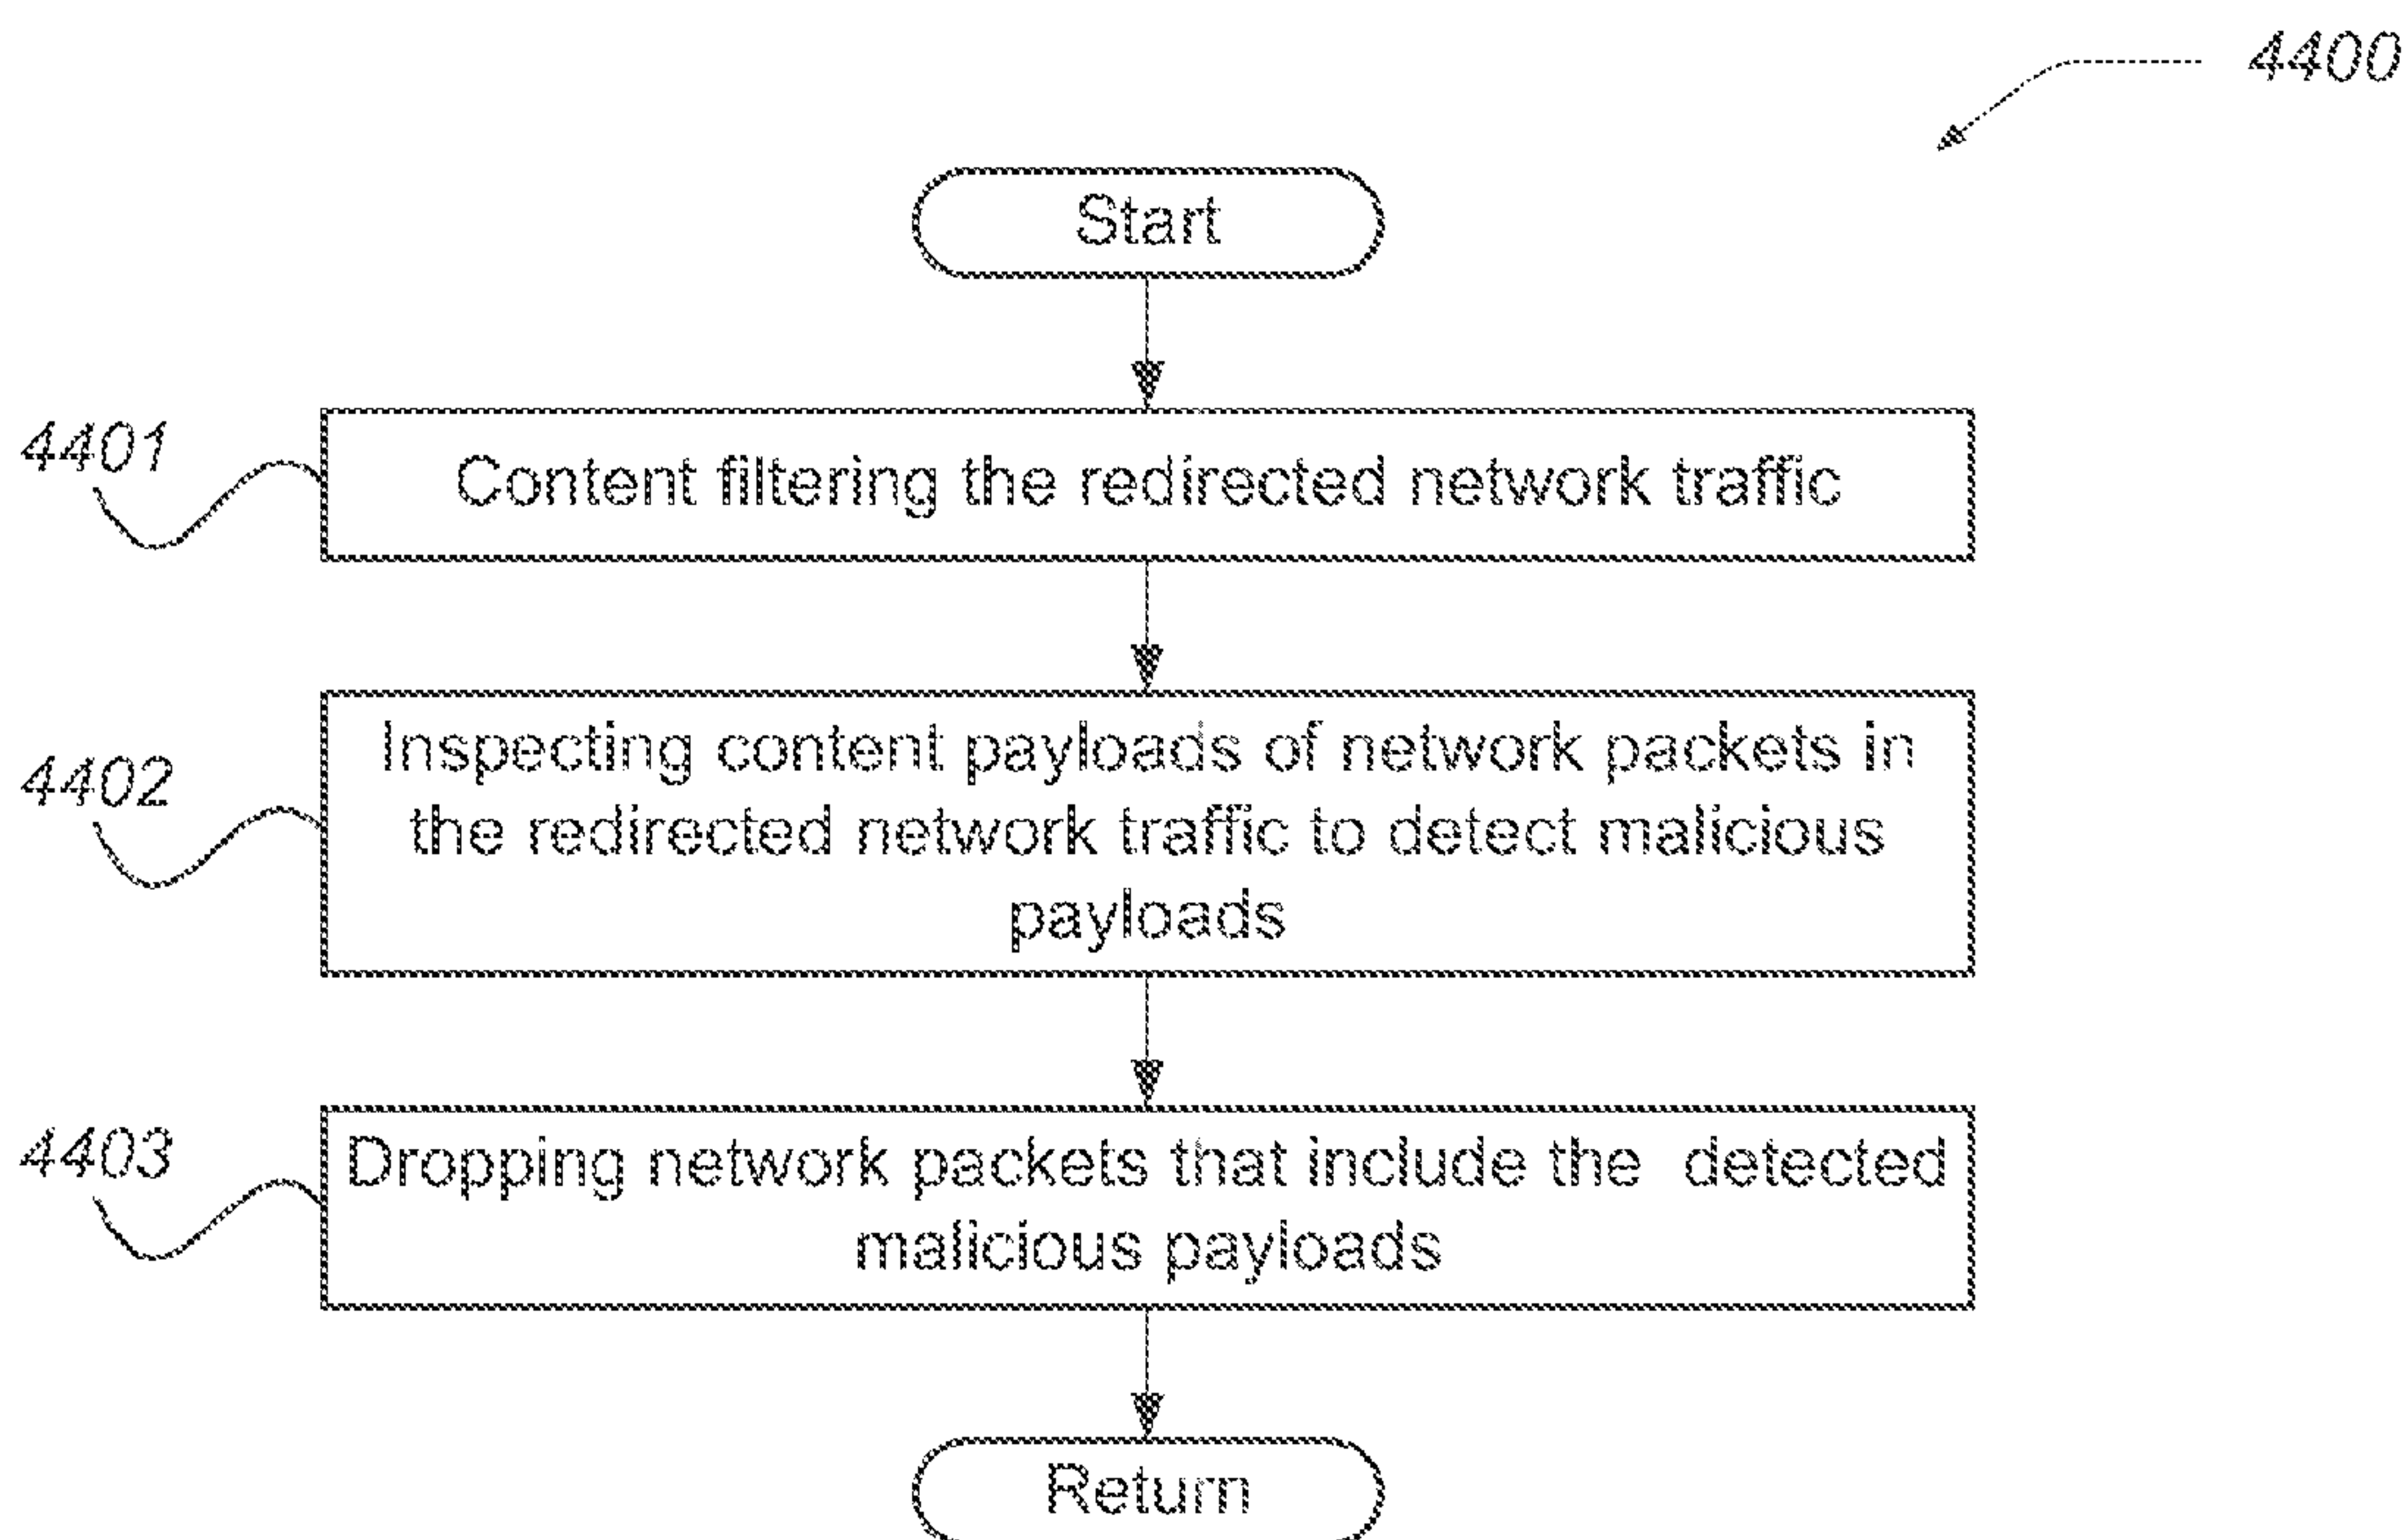 4400
Start
4401
Content filtering the redirected network traffic
4402
Inspecting content payloads of network packets in
the redirected network traffic to detect malicious
payloads
4403
Dropping network packets that include the  detected
malicious payloads
Return